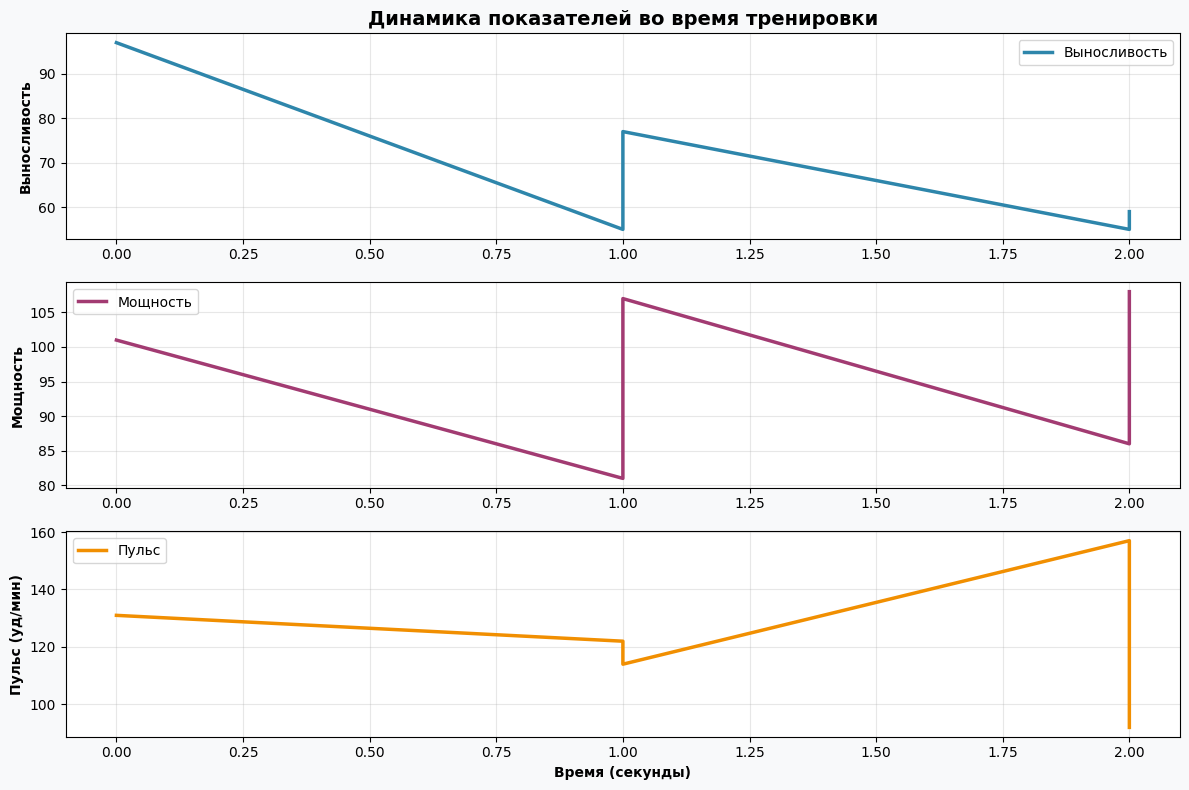 Динамика показателей во время тренировки
Выносливость
Выносливость
90
80
70
60
0.00 0.25 0.50 0.75 1.00 1.25 1.50 1.75 2.00
Мощность
Мощность
105
100
95
90
85
80
0.00 0.25 0.50 0.75 1.00 1.25 1.50 1.75 2.00
Пульс (уд/мин)
Пульс
160
140
120
100
0.00 0.25 0.50 0.75 1.00 1.25 1.50 1.75 2.00
Время (секунды)